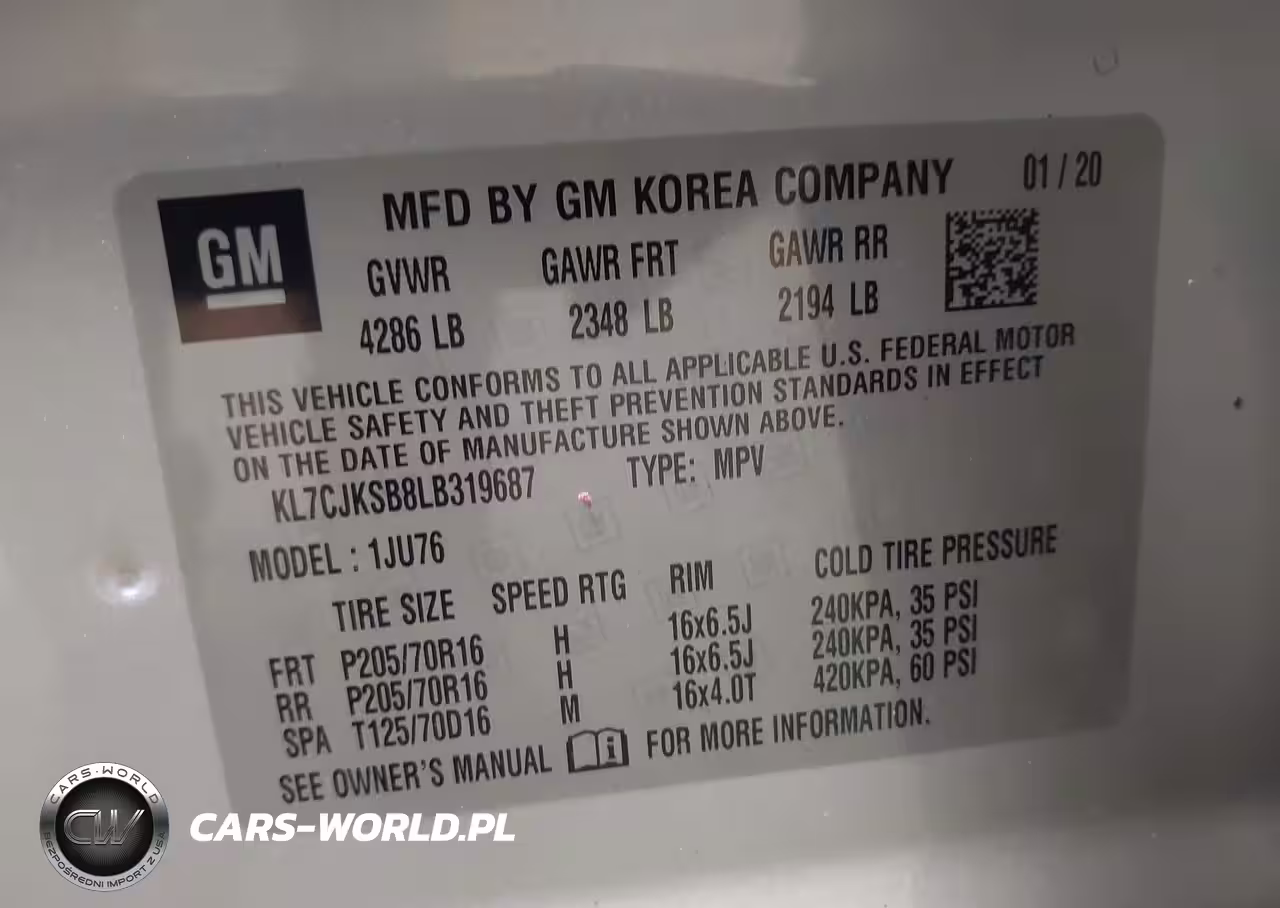 GM
MFD BY GM KOREA COMPANY 01 / 20
GVWR GAWR FRT GAWR RR
4286 LB 2348 LB 2194 LB
THIS VEHICLE CONFORMS TO ALL APPLICABLE U.S. FEDERAL MOTOR
VEHICLE SAFETY AND THEFT PREVENTION STANDARDS IN EFFECT
ON THE DATE OF MANUFACTURE SHOWN ABOVE.
KL7CJKSB8LB319687 TYPE: MPV
MODEL : 1JU76
TIRE SIZE SPEED RTG RIM COLD TIRE PRESSURE
FRT P205/70R16 H 16x6.5J 240KPA, 35 PSI
RR P205/70R16 H 16x6.5J 240KPA, 35 PSI
SPA T125/70D16 M 16x4.0T 420KPA, 60 PSI
SEE OWNER'S MANUAL i FOR MORE INFORMATION.
CARS-WORLD
CW
BEZPOŚREDNI IMPORT Z USA
CARS-WORLD.PL